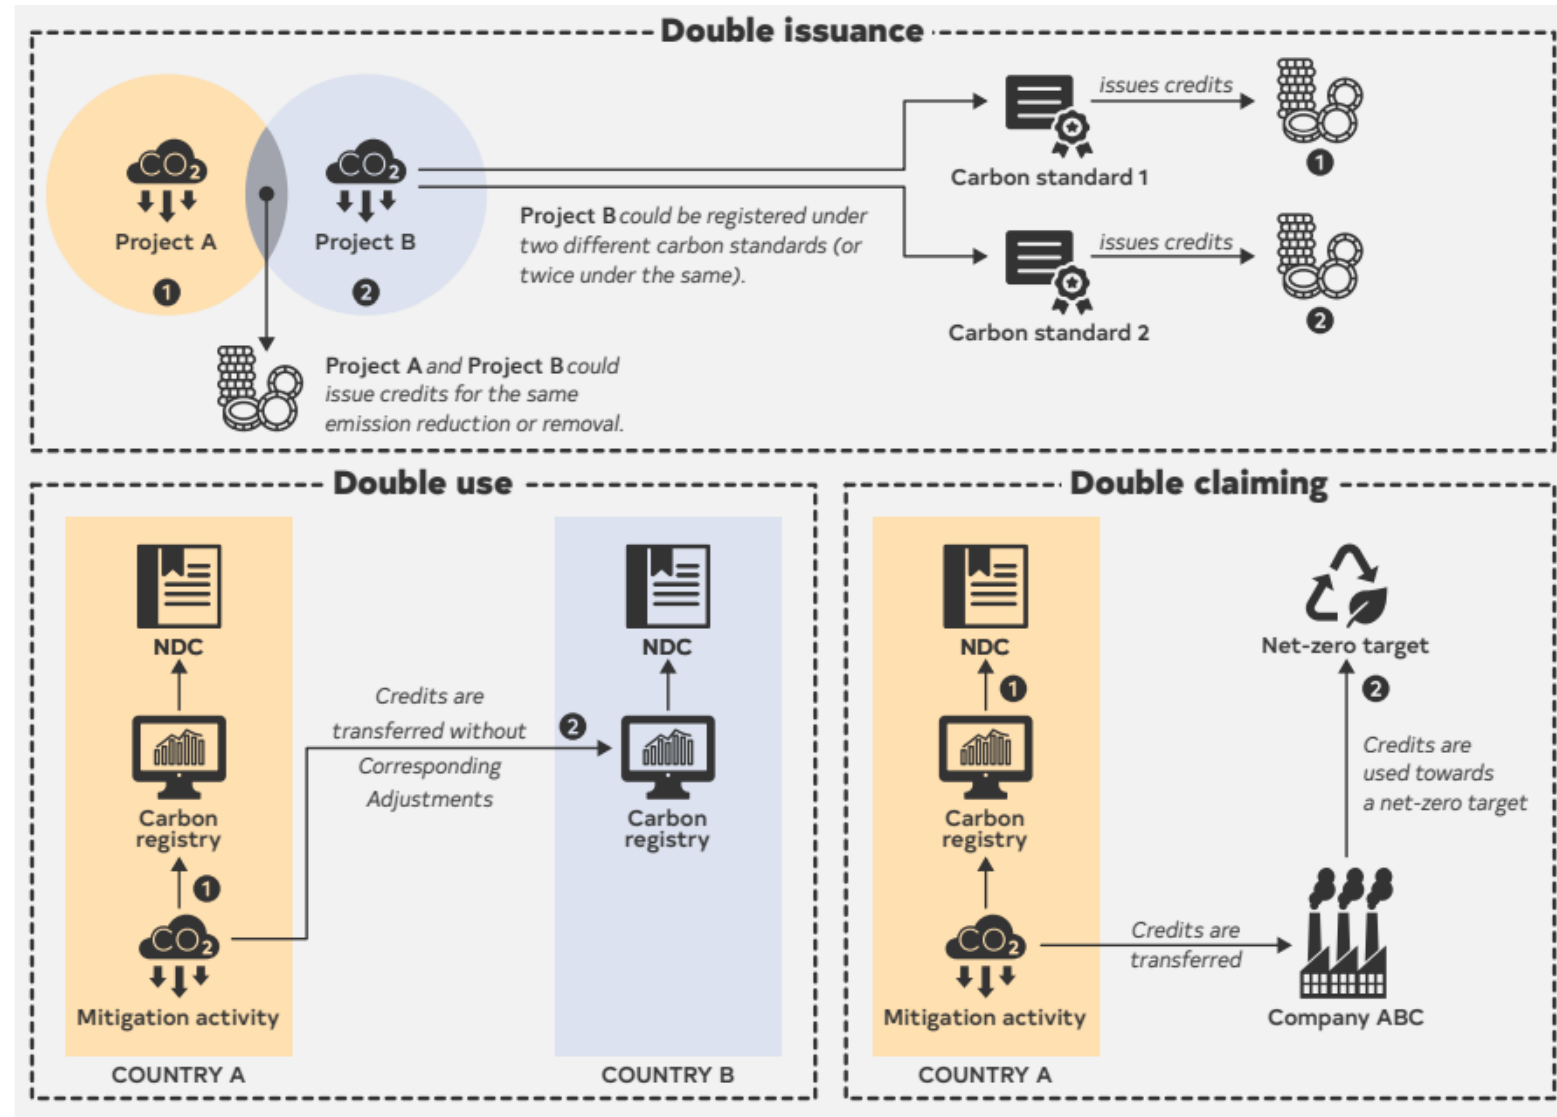 Double issuance
CO2
Project A
1
CO2
Project B
2
Project A and Project B could
issue credits for the same
emission reduction or removal.
Project B could be registered under
two different carbon standards (or
twice under the same).
Carbon standard 1
issues credits
1
Carbon standard 2
issues credits
2
Double use
NDC
Carbon
registry
1
CO2
Mitigation activity
COUNTRY A
Credits are
transferred without
Corresponding
Adjustments
2
NDC
Carbon
registry
COUNTRY B
Double claiming
NDC
1
Carbon
registry
CO2
Mitigation activity
COUNTRY A
Credits are
transferred
Net-zero target
2
Credits are
used towards
a net-zero target
Company ABC